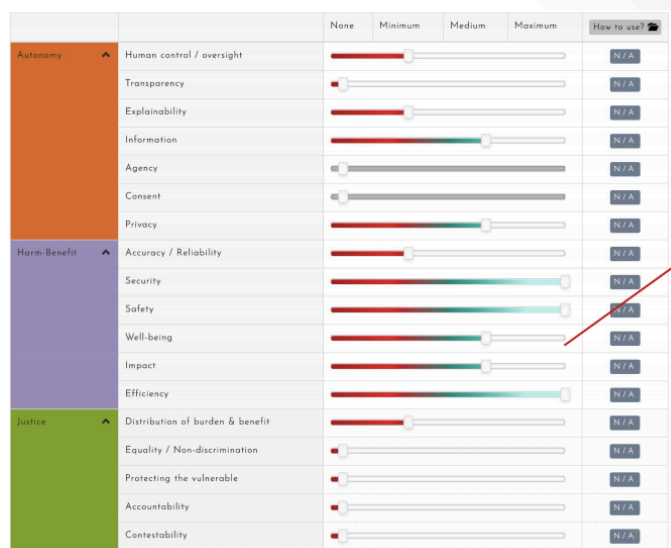 None Minimum Medium Maximum How to use?
Autonomy Human control / oversight N/A
Transparency N/A
Explainability N/A
Information N/A
Agency N/A
Consent N/A
Privacy N/A
Harm-Benefit Accuracy / Reliability N/A
Security N/A
Safety N/A
Well-being N/A
Impact N/A
Efficiency N/A
Justice Distribution of burden & benefit N/A
Equality / Non-discrimination N/A
Protecting the vulnerable N/A
Accountability N/A
Contestability N/A